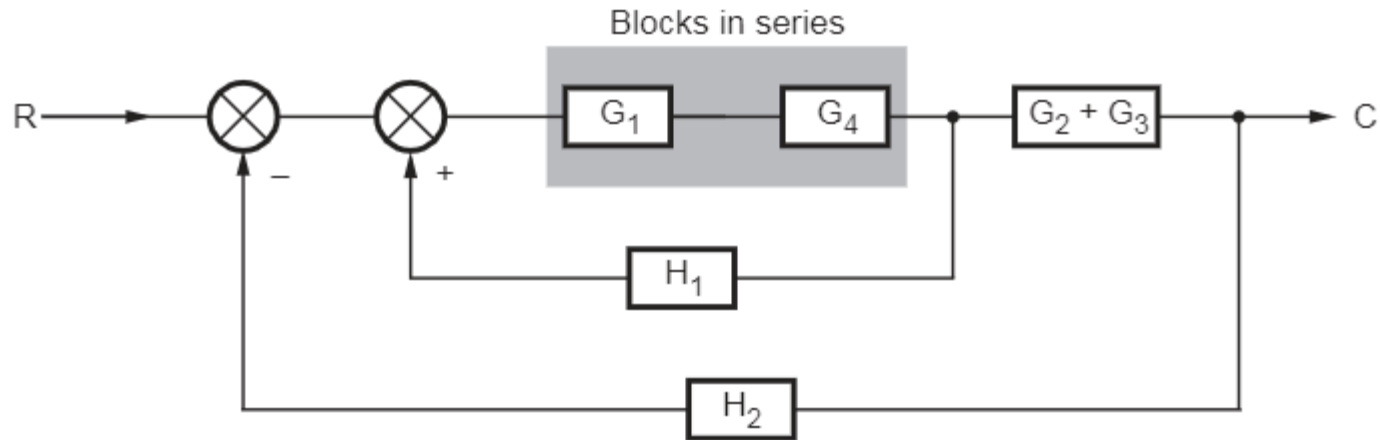 Blocks in series
R G₁ G₄ G₂ + G₃ C
– +
H₁
H₂